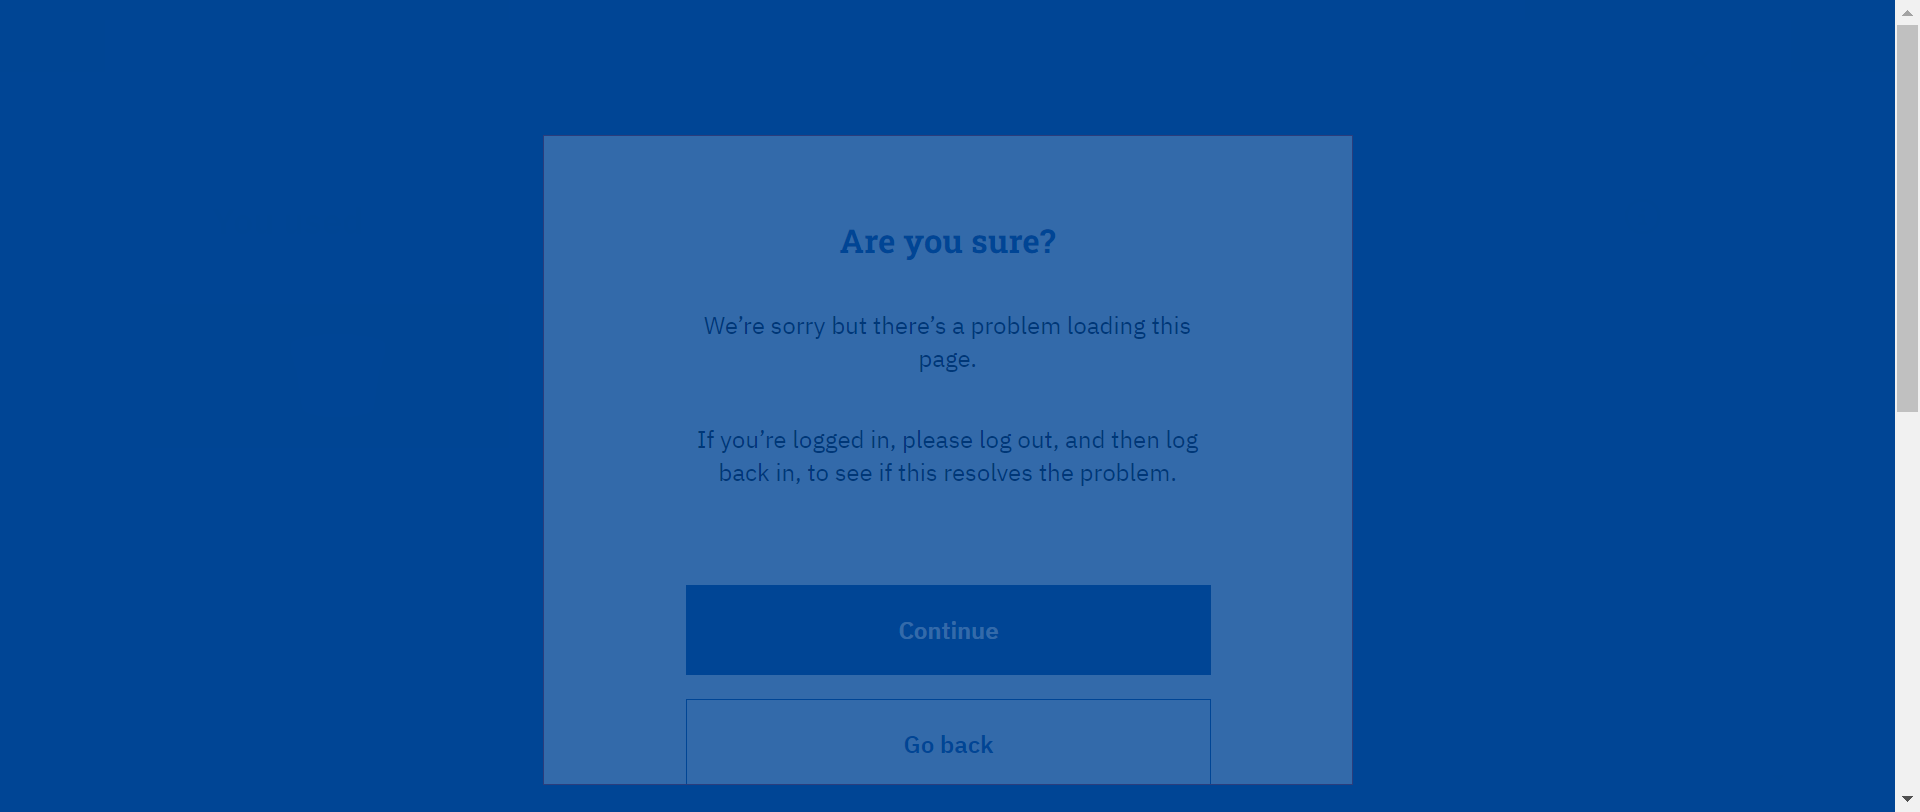 Are you sure?
We’re sorry but there’s a problem loading this
page.
If you’re logged in, please log out, and then log
back in, to see if this resolves the problem.
Continue
Go back